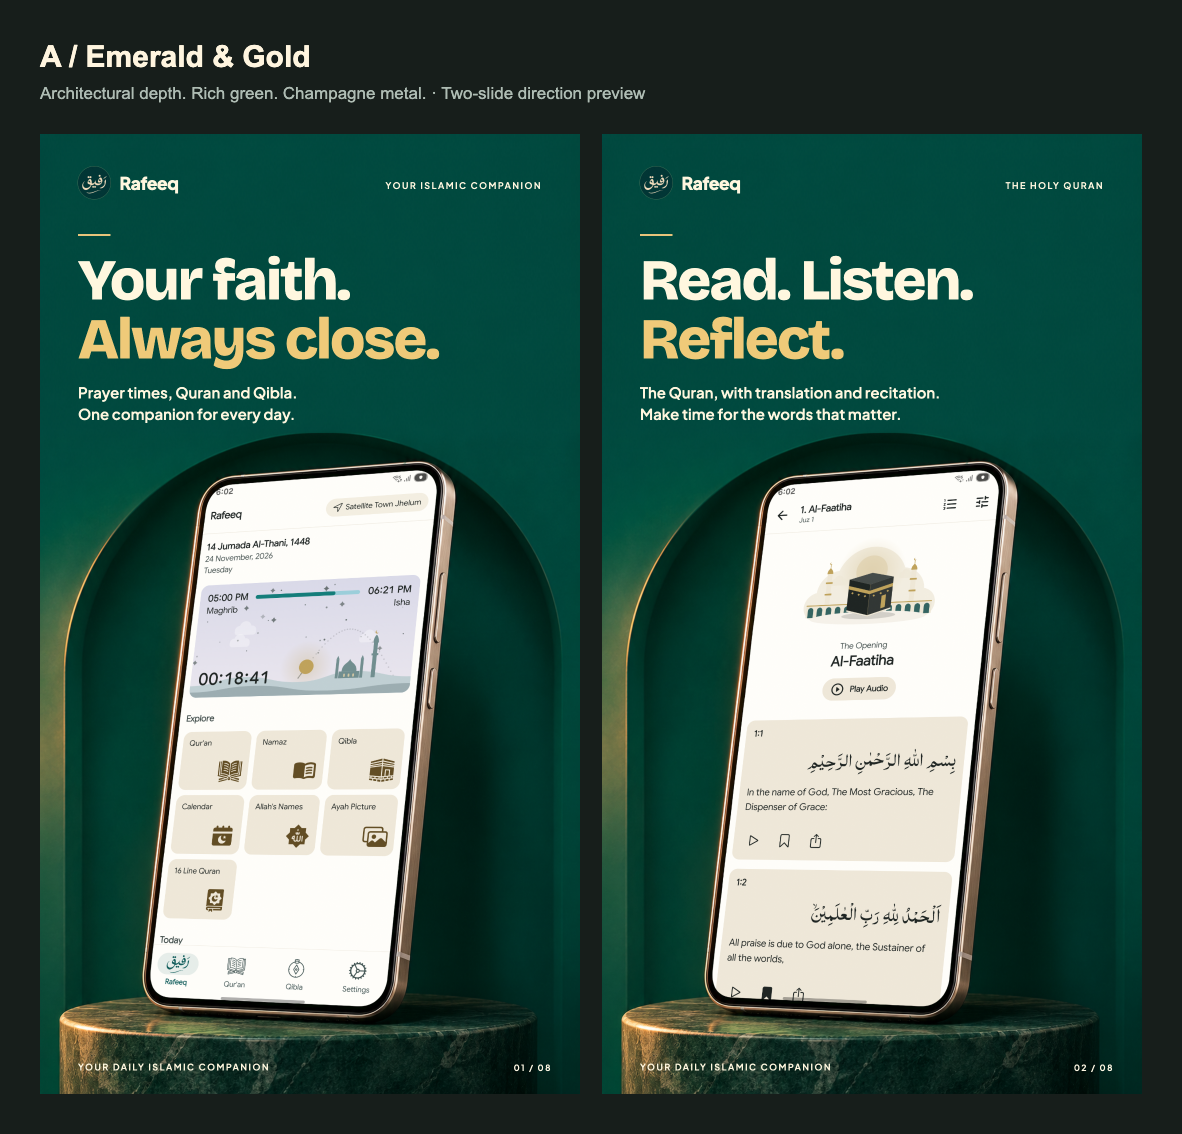 A / Emerald & Gold
Architectural depth. Rich green. Champagne metal. · Two-slide direction preview
رفيق Rafeeq
YOUR ISLAMIC COMPANION
Your faith.
Always close.
Prayer times, Quran and Qibla.
One companion for every day.
6:02
Rafeeq
Satellite Town Jhelum
14 Jumada Al-Thani, 1448
24 November, 2026
Tuesday
05:00 PM
06:21 PM
Maghrib
Isha
00:18:41
Explore
Qur'an
Namaz
Qibla
Calendar
Allah's Names
Ayah Picture
16 Line Quran
Today
رفيق
Rafeeq
Qur'an
Qibla
Settings
YOUR DAILY ISLAMIC COMPANION
01 / 08
رفيق Rafeeq
THE HOLY QURAN
Read. Listen.
Reflect.
The Quran, with translation and recitation.
Make time for the words that matter.
6:02
1. Al-Faatiha
Juz 1
The Opening
Al-Faatiha
Play Audio
1:1
بِسْمِ اللهِ الرَّحْمٰنِ الرَّحِيْمِ
In the name of God, The Most Gracious, The
Dispenser of Grace:
1:2
اَلْحَمْدُ لِلّٰهِ رَبِّ الْعٰلَمِيْنَۙ
All praise is due to God alone, the Sustainer of
all the worlds,
YOUR DAILY ISLAMIC COMPANION
02 / 08